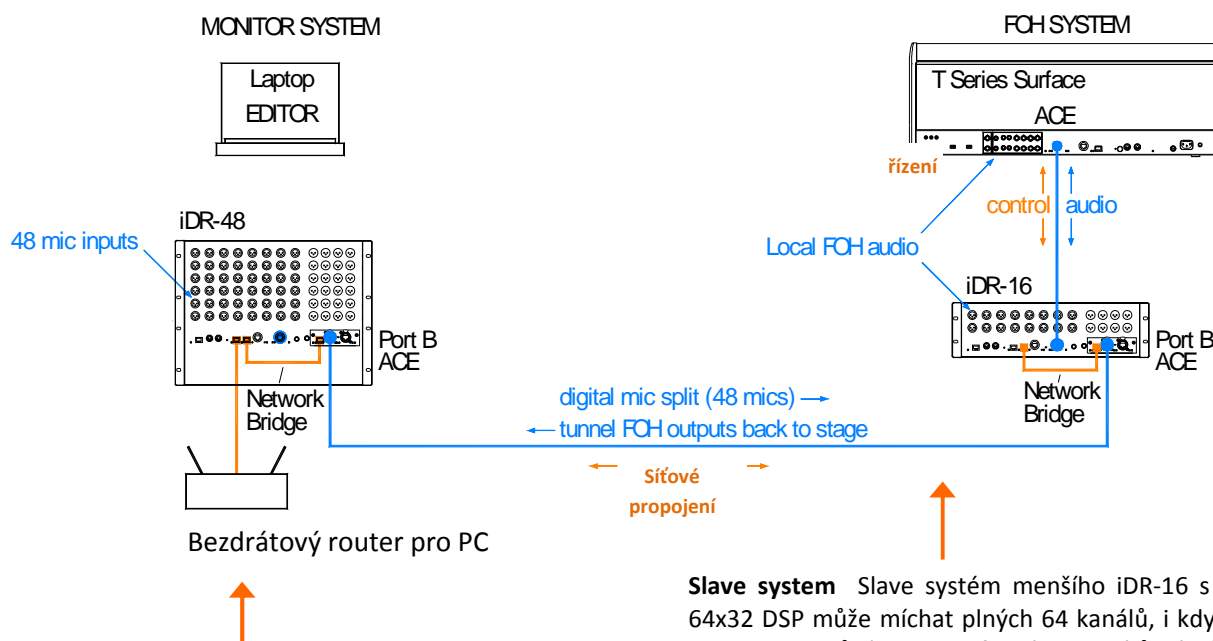 MONITOR SYSTEM
FOH SYSTEM
Laptop
EDITOR
T Series Surface
ACE
řízení
control
audio
iDR-48
48 mic inputs
Local FOH audio
iDR-16
Port B
ACE
Port B
ACE
Network
Bridge
Network
Bridge
digital mic split (48 mics)
tunnel FOH outputs back to stage
Síťové
propojení
Bezdrátový router pro PC
Slave system Slave systém menšího iDR-16 s
64x32 DSP může míchat plných 64 kanálů, i kdy